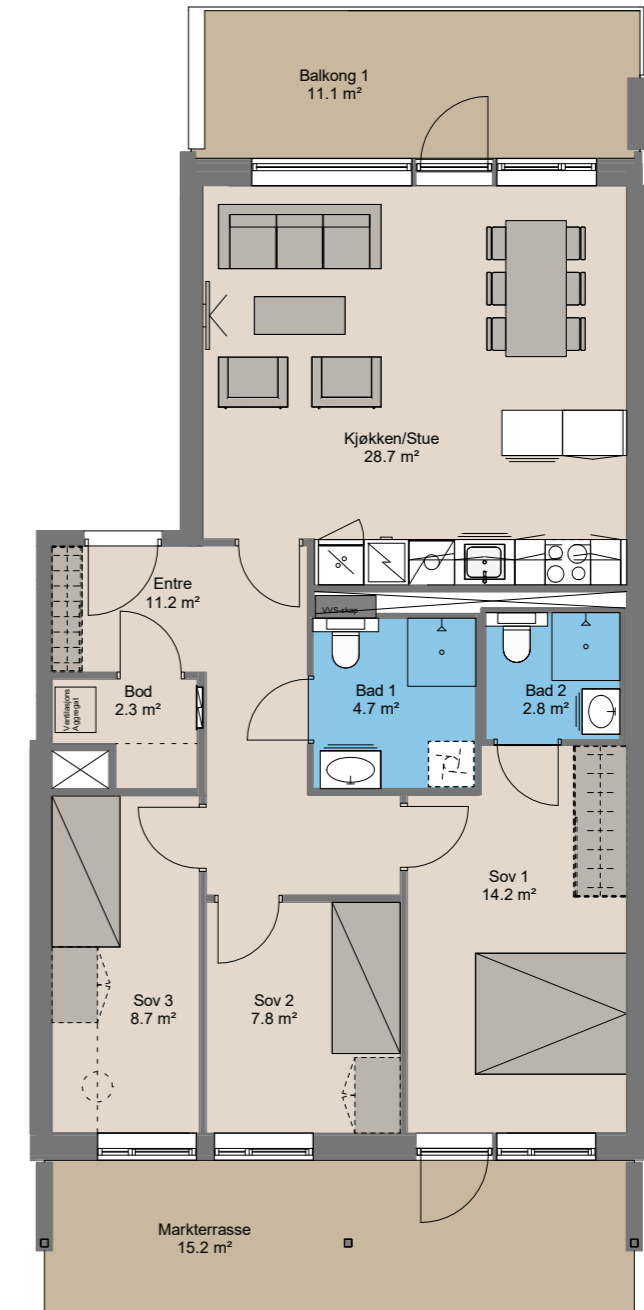 Balkong 1
11.1 m²
Kjøkken/Stue
28.7 m²
Entre
11.2 m²
VVS-skap
Bod
2.3 m²
Ventilasjons
Aggregat
Bad 1
4.7 m²
Bad 2
2.8 m²
Sov 1
14.2 m²
Sov 3
8.7 m²
Sov 2
7.8 m²
Markterrasse
15.2 m²